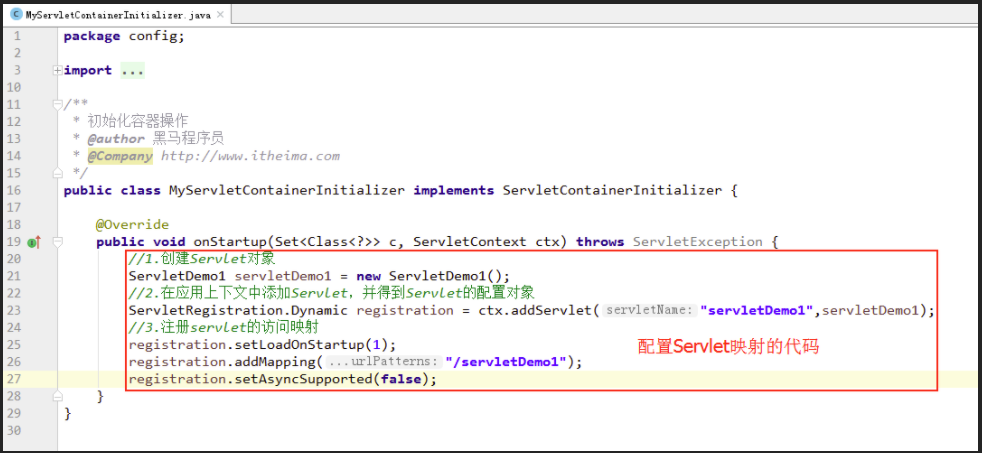 MyServletContainerInitializer.java ×
1 package config;
2
3 import ...
10
11 /**
12 * 初始化容器操作
13 * @author 黑马程序员
14 * @Company http://www.itheima.com
15 */
16 public class MyServletContainerInitializer implements ServletContainerInitializer {
17
18 @Override
19 public void onStartup(Set<Class<?>> c, ServletContext ctx) throws ServletException {
20 //1.创建Servlet对象
21 ServletDemo1 servletDemo1 = new ServletDemo1();
22 //2.在应用上下文中添加Servlet，并得到Servlet的配置对象
23 ServletRegistration.Dynamic registration = ctx.addServlet( servletName: "servletDemo1",servletDemo1);
24 //3.注册servlet的访问映射
25 registration.setLoadOnStartup(1);
配置Servlet映射的代码
26 registration.addMapping( ...urlPatterns: "/servletDemo1");
27 registration.setAsyncSupported(false);
28 }
29 }
30